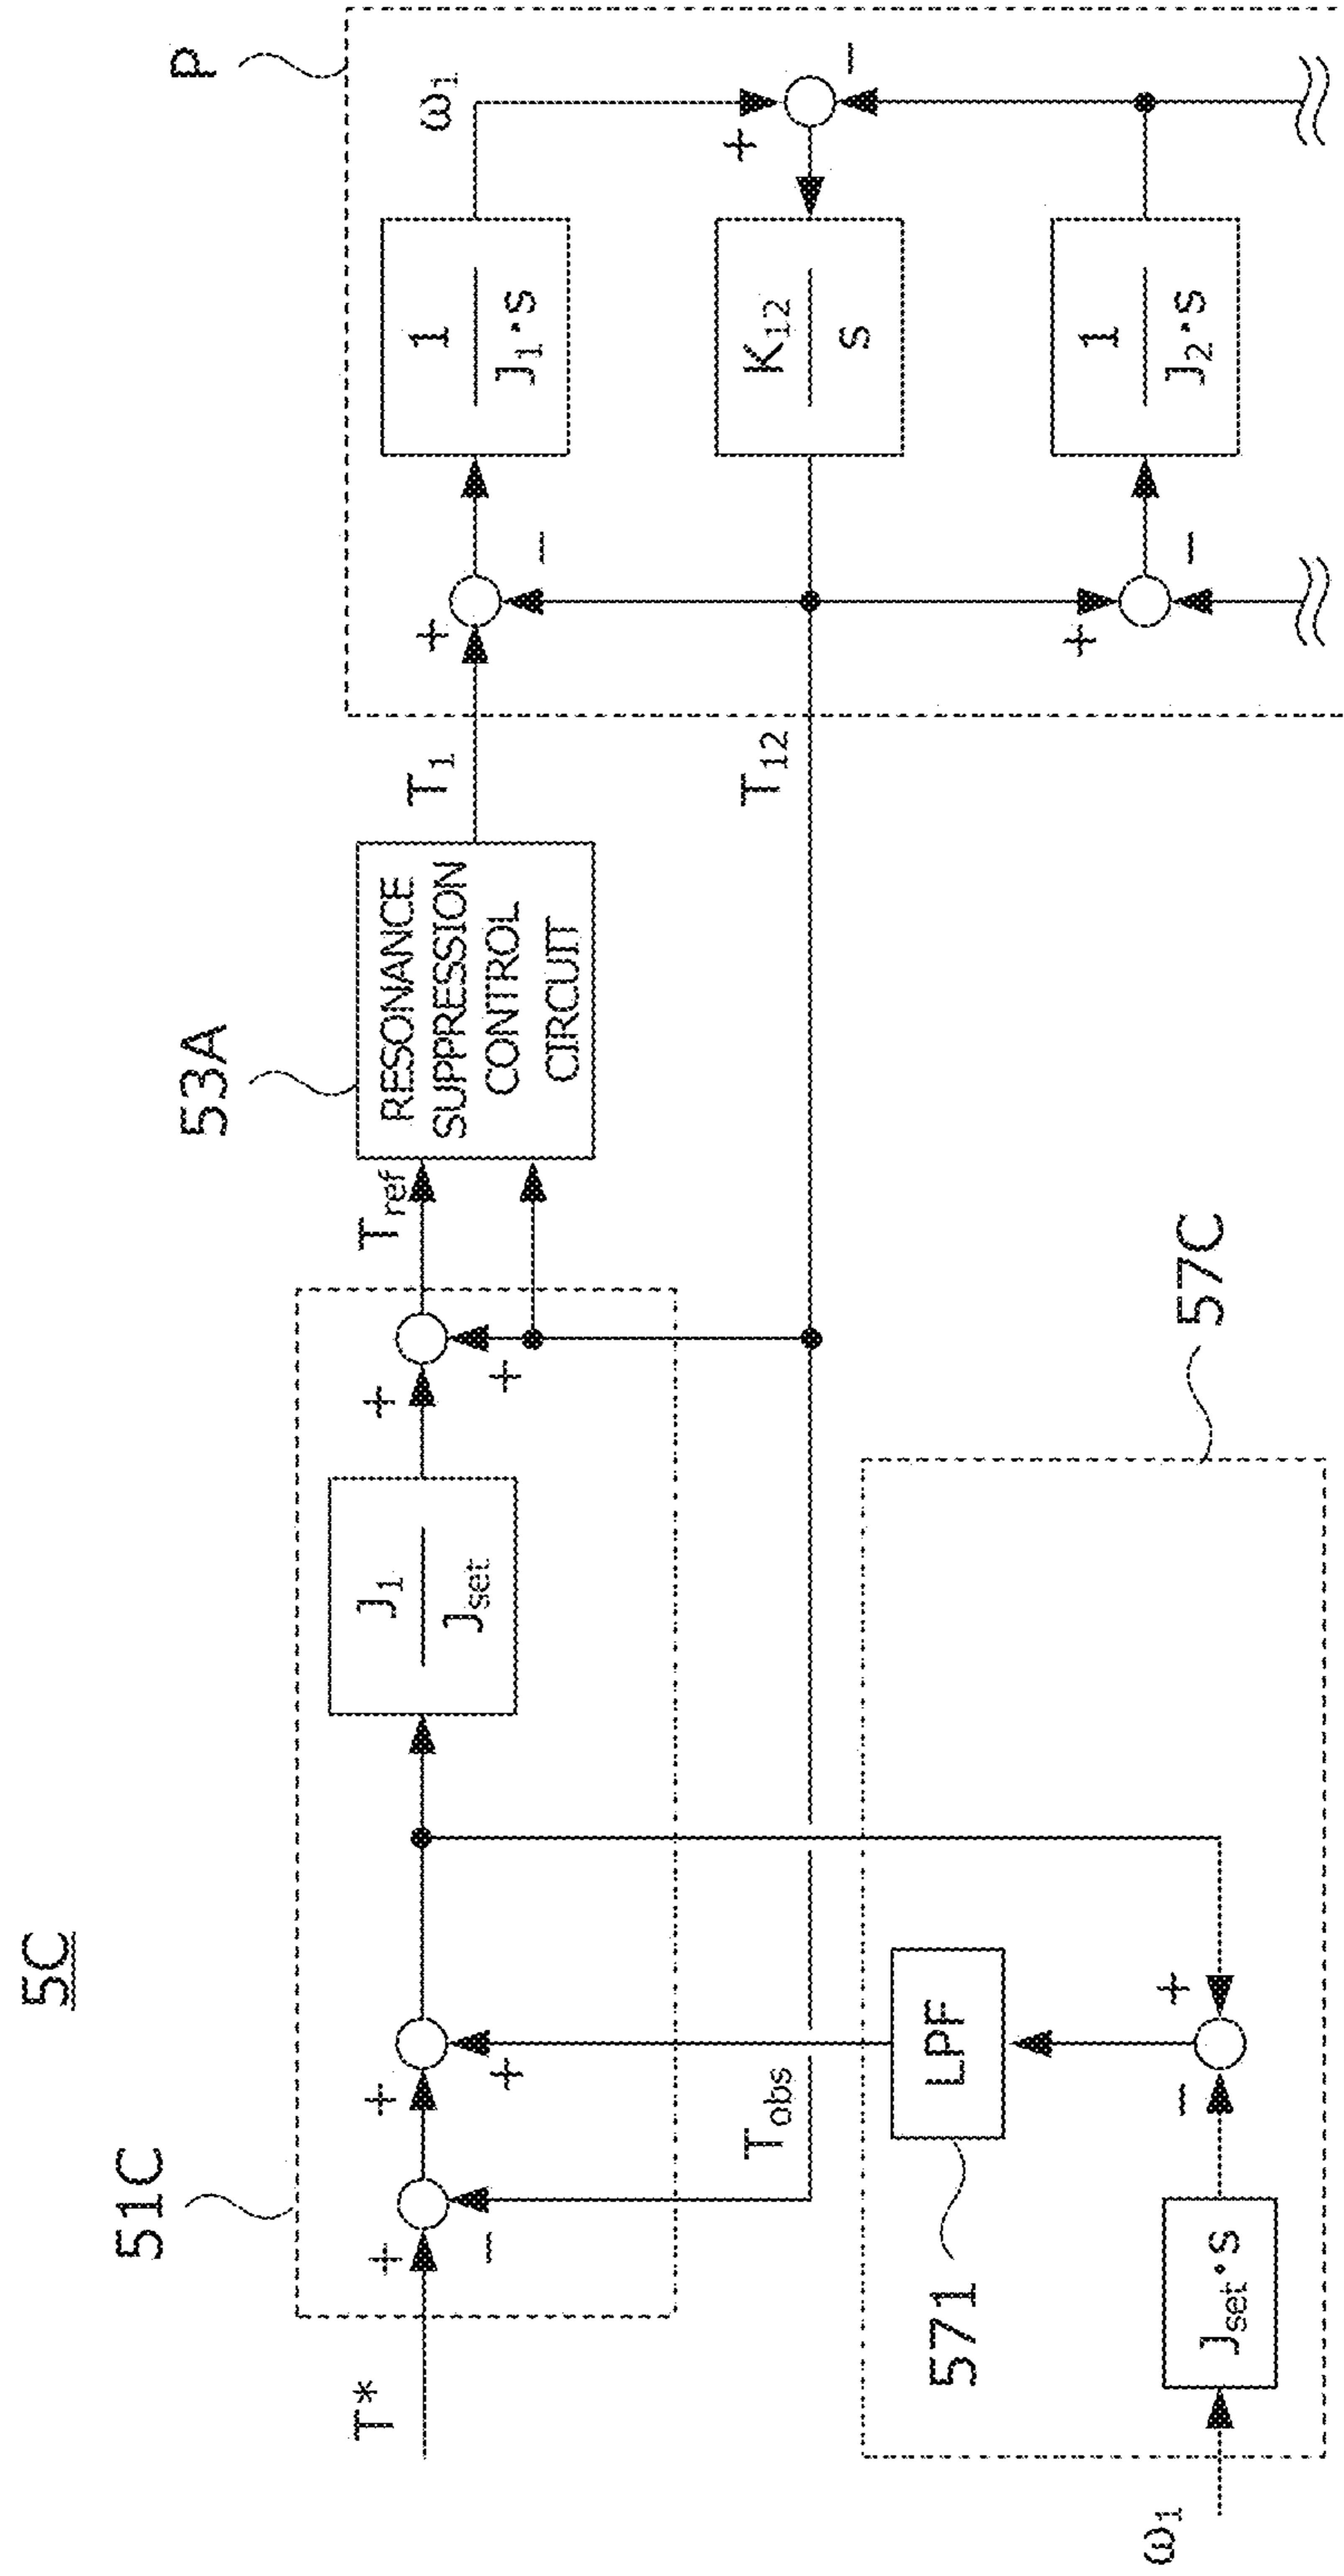 5C
51C
T*
+
−
+
+
J₁
Jset
+
+
Tref
53A
RESONANCE
SUPPRESSION
CONTROL
CIRCUIT
T₁
P
+
−
1
J₁·s
ω₁
+
−
K₁₂
s
T₁₂
+
−
1
J₂·s
Tobs
57C
571
LPF
+
−
Jset·s
ω₁